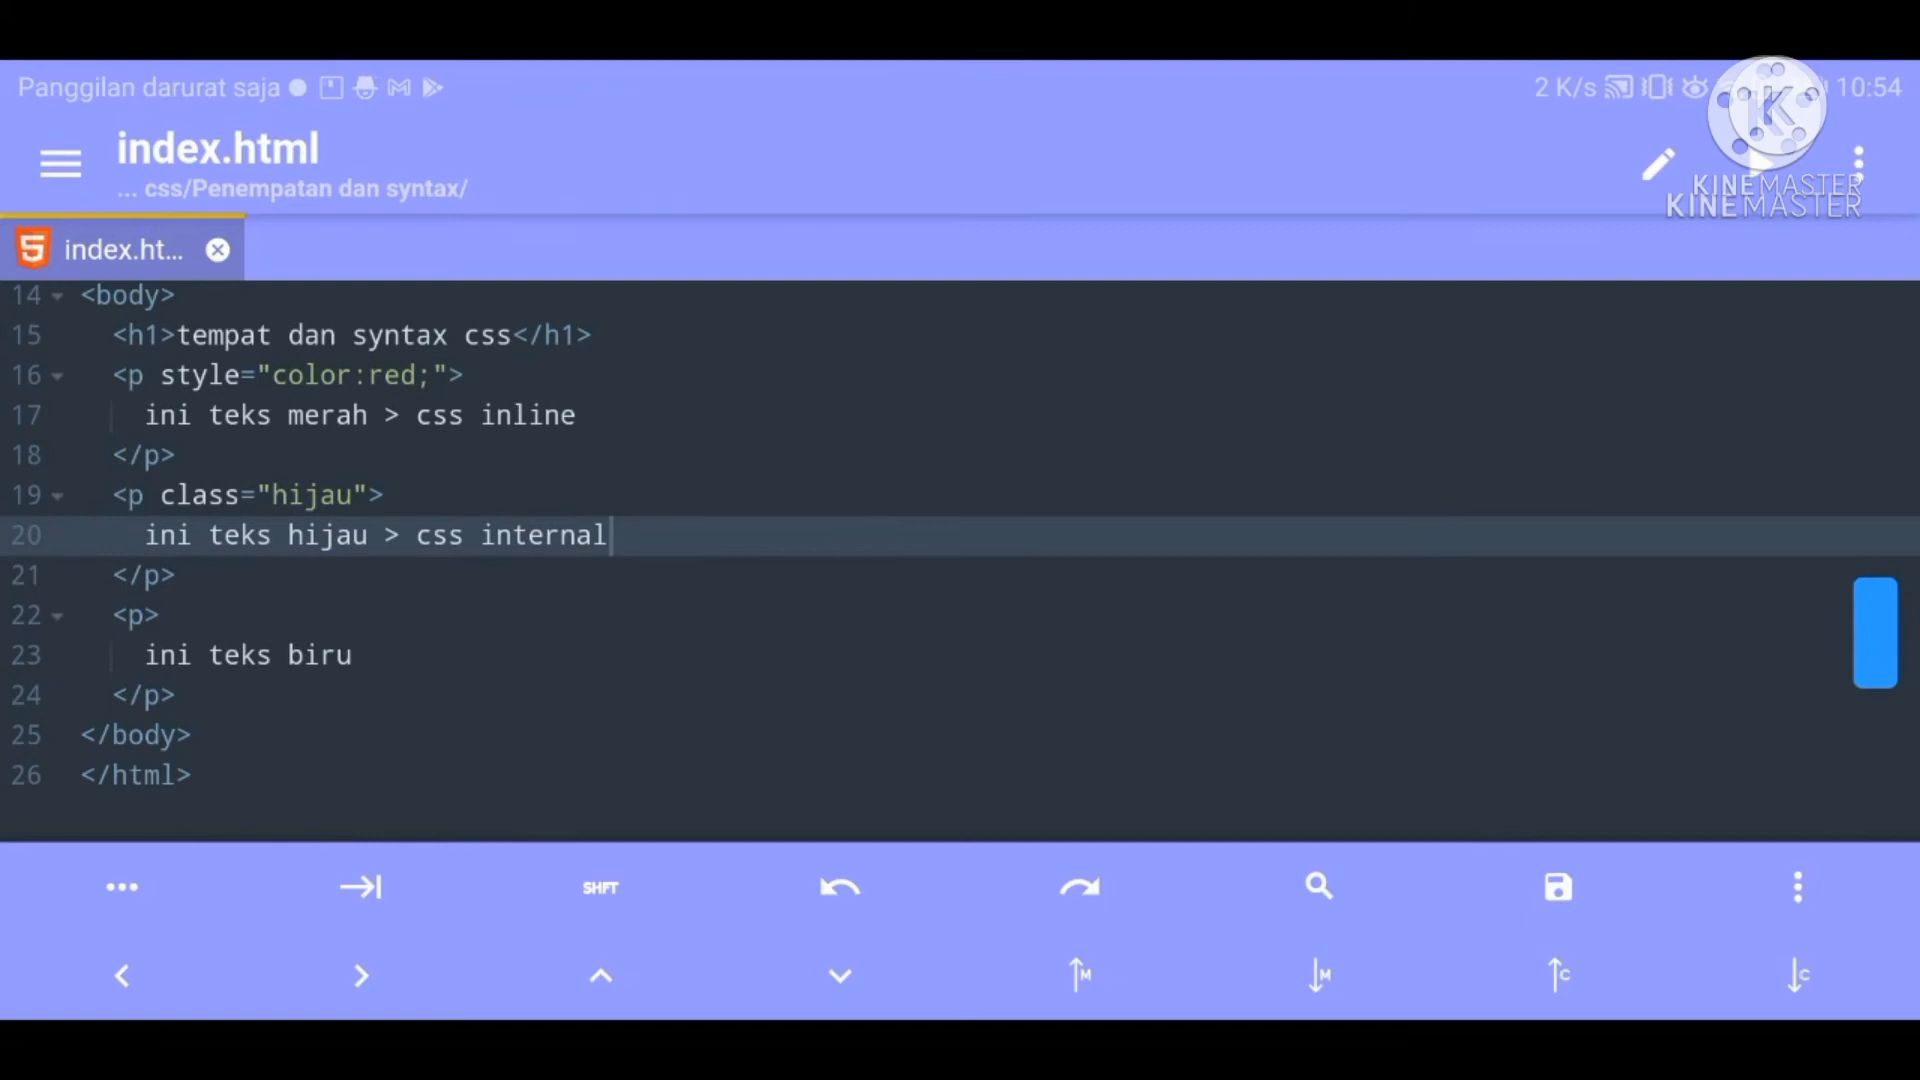 Panggilan darurat saja
2 K/s
10:54
index.html
... css/Penempatan dan syntax/
K
KINEMASTER
KINEMASTER
index.ht...
14 <body>
15 <h1>tempat dan syntax css</h1>
16 <p style="color:red;">
17 ini teks merah > css inline
18 </p>
19 <p class="hijau">
20 ini teks hijau > css internal
21 </p>
22 <p>
23 ini teks biru
24 </p>
25 </body>
26 </html>
SHFT
M
M
C
C